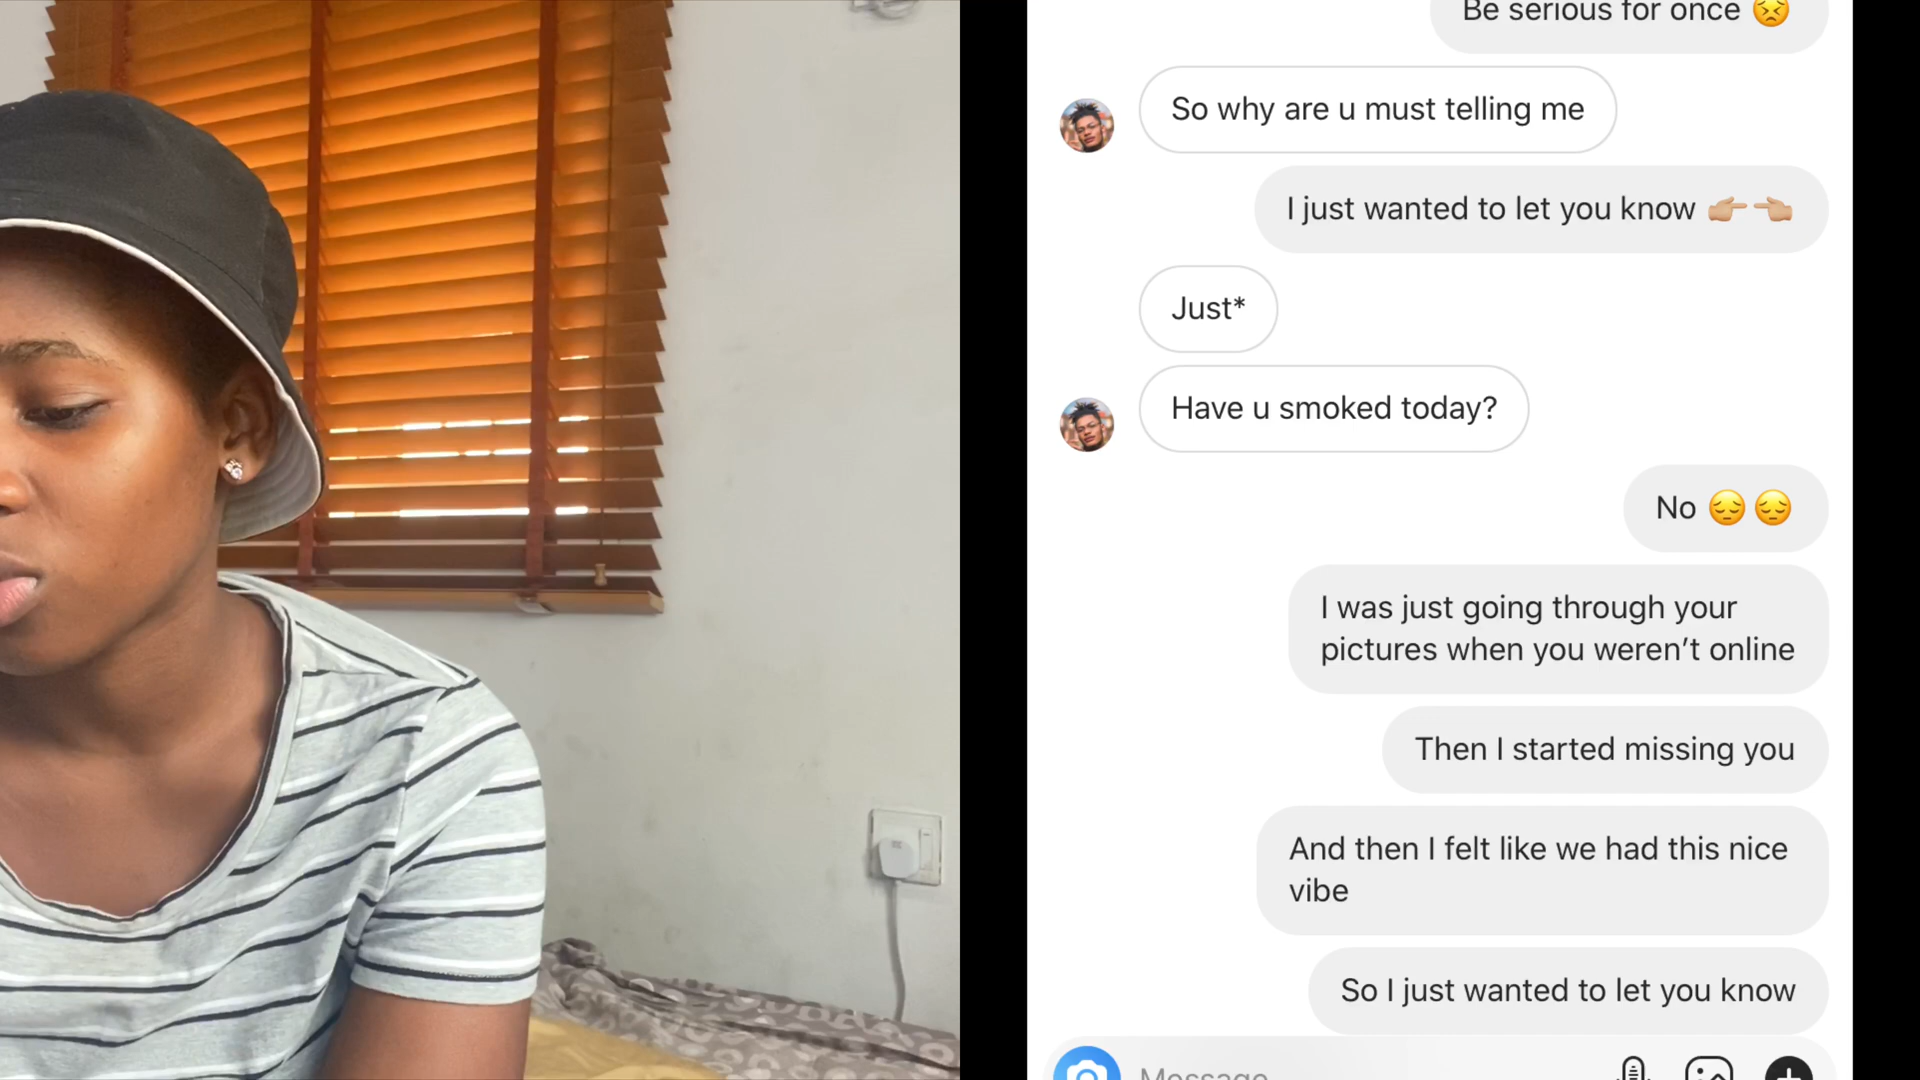 Be serious for once 😣
So why are u must telling me
I just wanted to let you know 👉🏼👈🏼
Just*
Have u smoked today?
No 😔😔
I was just going through your
pictures when you weren’t online
Then I started missing you
And then I felt like we had this nice
vibe
So I just wanted to let you know
Message